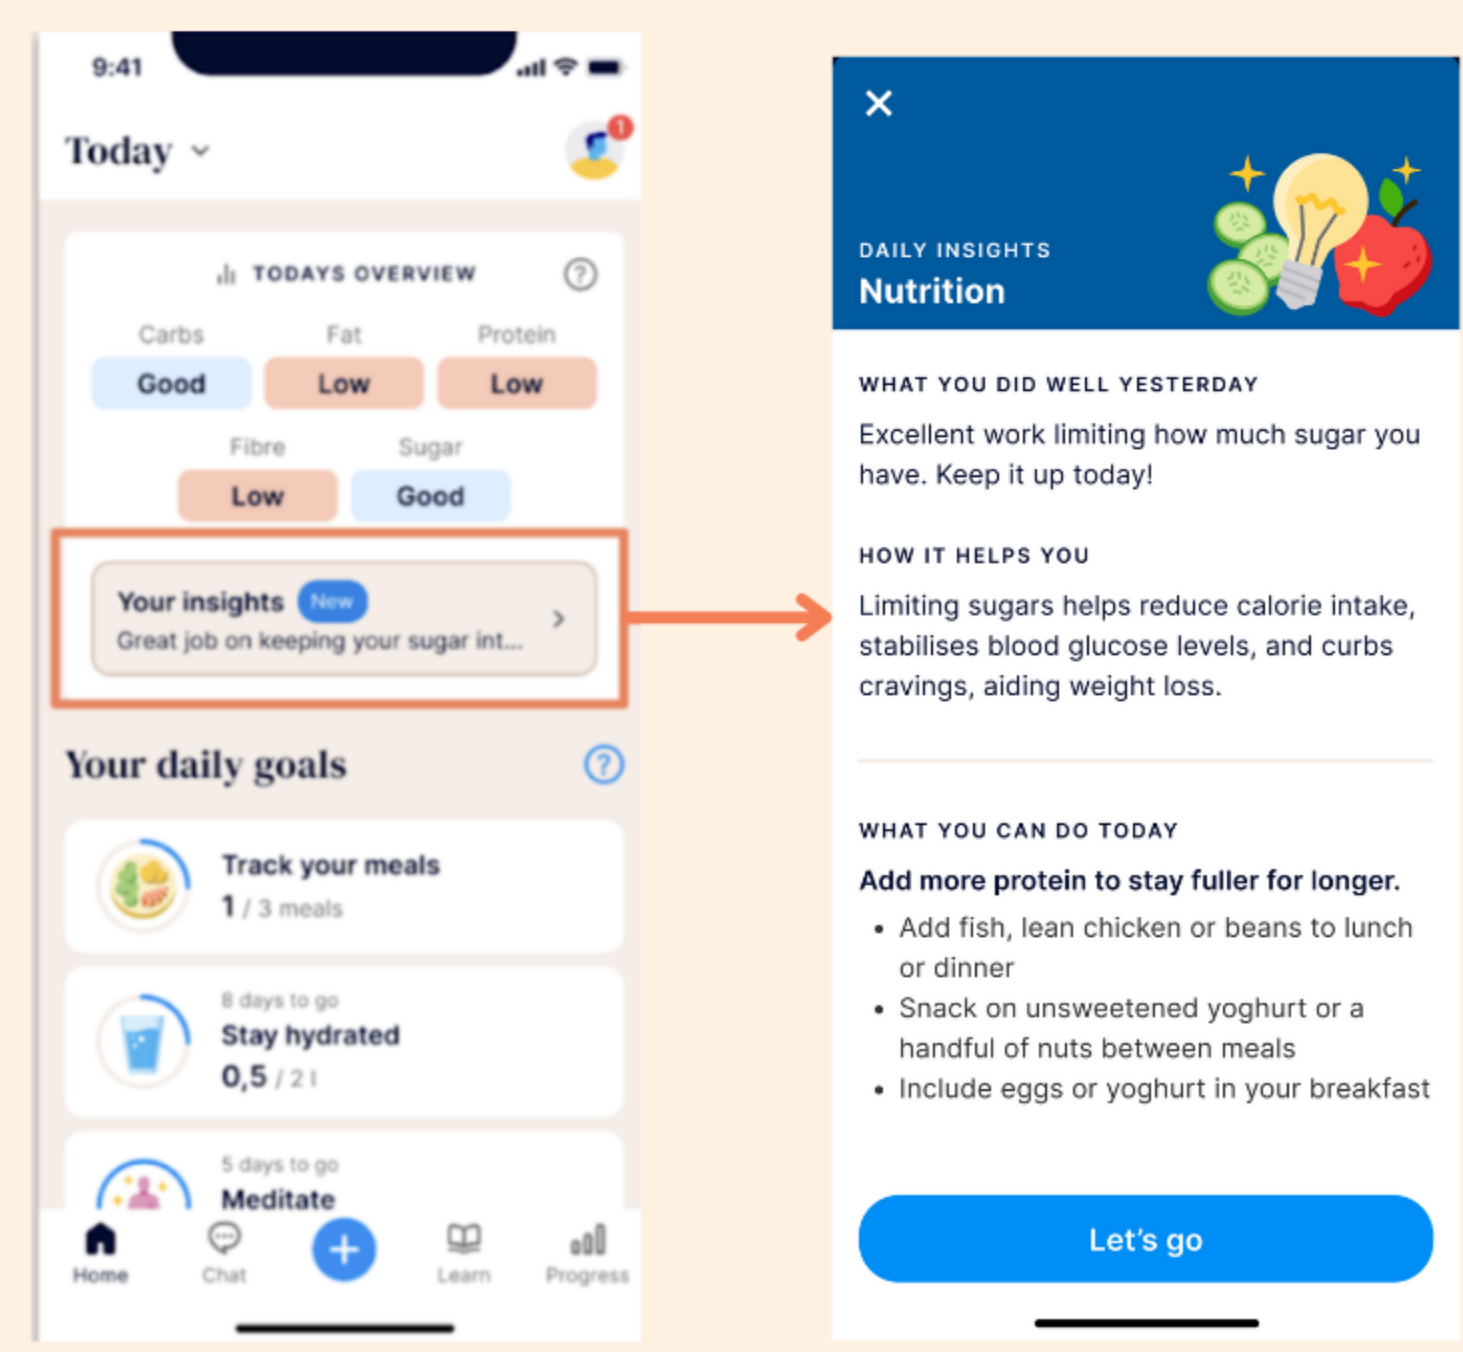 9:41
Today
1
TODAYS OVERVIEW ?
Carbs Fat Protein
Good Low Low
Fibre Sugar
Low Good
Your insights New
Great job on keeping your sugar int...
Your daily goals ?
Track your meals
1 / 3 meals
8 days to go
Stay hydrated
0,5 / 2 l
5 days to go
Meditate
Home Chat Learn Progress
DAILY INSIGHTS
Nutrition
WHAT YOU DID WELL YESTERDAY
Excellent work limiting how much sugar you
have. Keep it up today!
HOW IT HELPS YOU
Limiting sugars helps reduce calorie intake,
stabilises blood glucose levels, and curbs
cravings, aiding weight loss.
WHAT YOU CAN DO TODAY
Add more protein to stay fuller for longer.
• Add fish, lean chicken or beans to lunch
or dinner
• Snack on unsweetened yoghurt or a
handful of nuts between meals
• Include eggs or yoghurt in your breakfast
Let's go